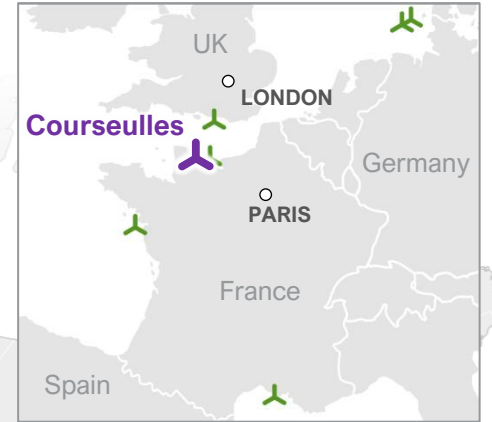 UK
LONDON
Courseulles
Germany
PARIS
France
Spain